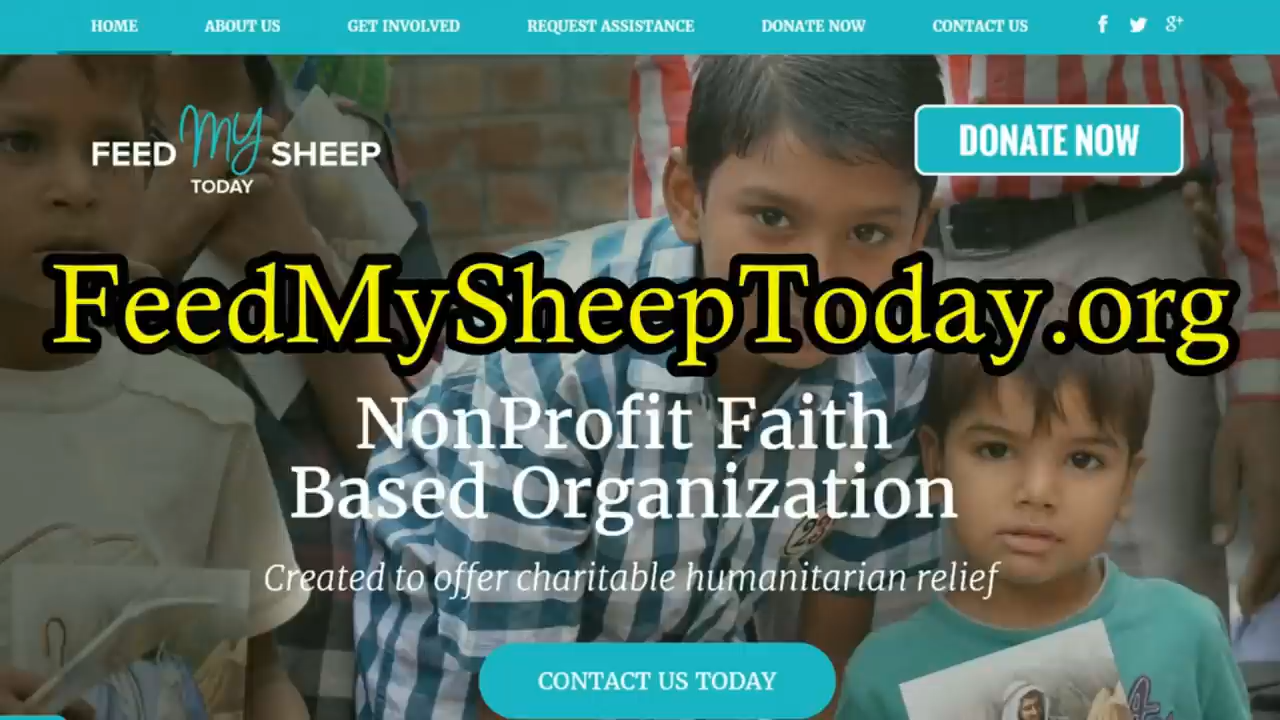 HOME ABOUT US GET INVOLVED REQUEST ASSISTANCE DONATE NOW CONTACT US f g+
FEED My SHEEP
TODAY
DONATE NOW
FeedMySheepToday.org
NonProfit Faith
Based Organization
23
Created to offer charitable humanitarian relief
CONTACT US TODAY